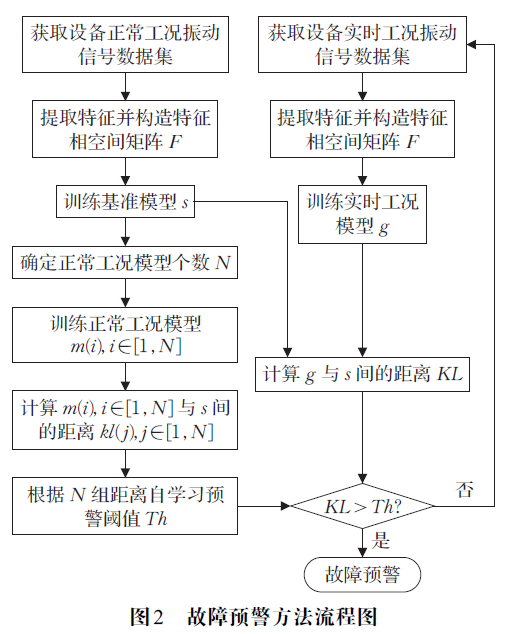 获取设备正常工况振动
信号数据集
提取特征并构造特征
相空间矩阵 F
训练基准模型 s
确定正常工况模型个数 N
训练正常工况模型
m(i),i∈[1,N]
计算 m(i),i∈[1,N]与 s 间
的距离 kl(j),j∈[1,N]
根据 N 组距离自学习预
警阈值 Th
获取设备实时工况振动
信号数据集
提取特征并构造特征
相空间矩阵 F
训练实时工况
模型 g
计算 g 与 s 间的距离 KL
KL>Th?
否
是
故障预警
图2 故障预警方法流程图